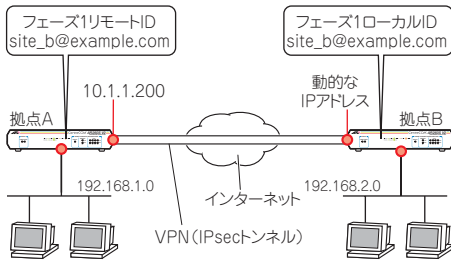 フェーズ1リモートID
site_b@example.com
フェーズ1ローカルID
site_b@example.com
10.1.1.200
動的な
IPアドレス
拠点A
拠点B
192.168.1.0
インターネット
192.168.2.0
VPN(IPsecトンネル)